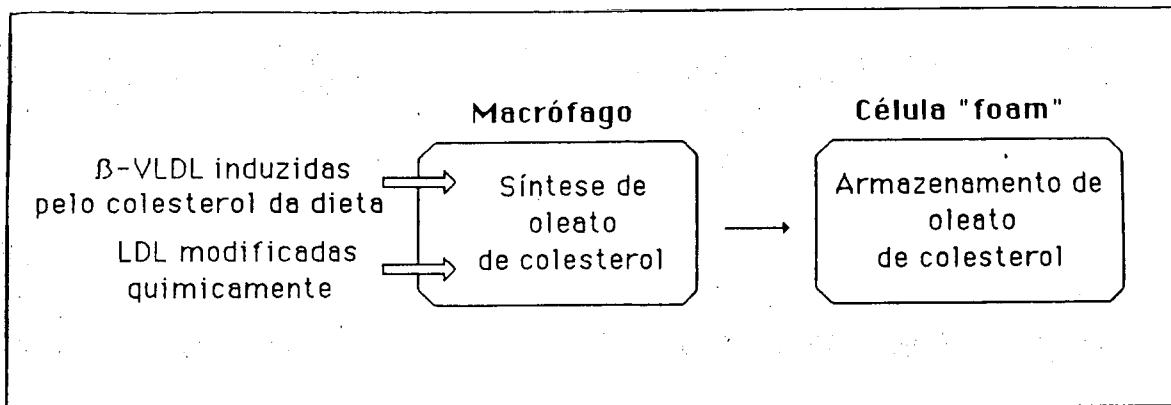 Macrófago
Célula "foam"
ß-VLDL induzidas
pelo colesterol da dieta
LDL modificadas
quimicamente
Síntese de
oleato
de colesterol
Armazenamento de
oleato
de colesterol